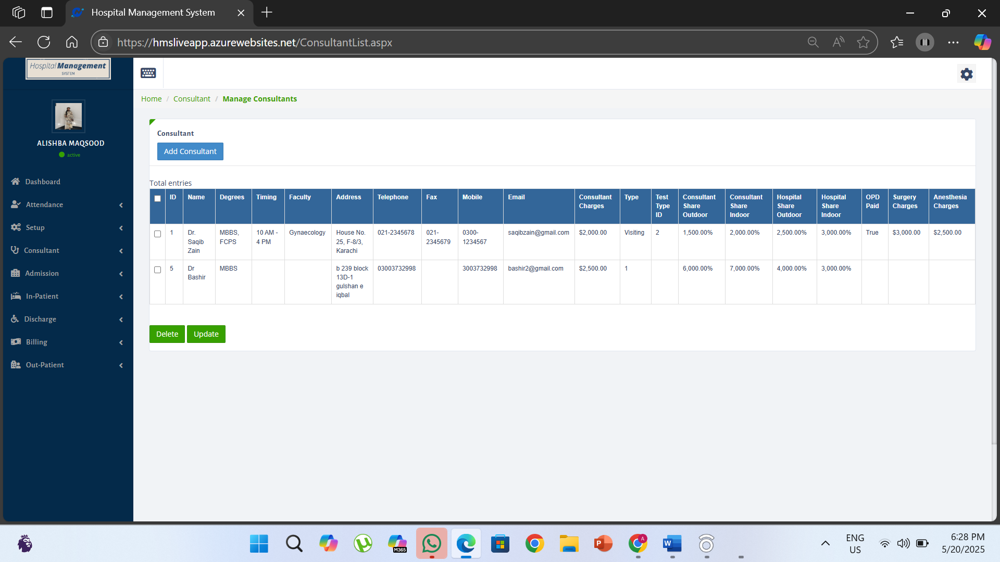 Hospital Management System
https://hmsliveapp.azurewebsites.net/ConsultantList.aspx
Hospital Management
SYSTEM
ALISHBA MAQSOOD
active
Dashboard
Attendance
Setup
Consultant
Admission
In-Patient
Discharge
Billing
Out-Patient
Home / Consultant / Manage Consultants
Consultant
Add Consultant
Total entries
ID Name Degrees Timing Faculty Address Telephone Fax Mobile Email Consultant Charges Type Test Type ID Consultant Share Outdoor Consultant Share Indoor Hospital Share Outdoor Hospital Share Indoor OPD Paid Surgery Charges Anesthesia Charges
1 Dr. Saqib Zain MBBS, FCPS 10 AM - 4 PM Gynaecology House No. 25, F-8/3, Karachi 021-2345678 021-2345679 0300-1234567 saqibzain@gmail.com $2,000.00 Visiting 2 1,500.00% 2,000.00% 2,500.00% 3,000.00% True $3,000.00 $2,500.00
5 Dr Bashir MBBS b 239 block 13D-1 gulshan e iqbal 03003732998 3003732998 bashir2@gmail.com $2,500.00 1 6,000.00% 7,000.00% 4,000.00% 3,000.00%
Delete Update
M365
A
P
W
ENG
US
6:28 PM
5/20/2025